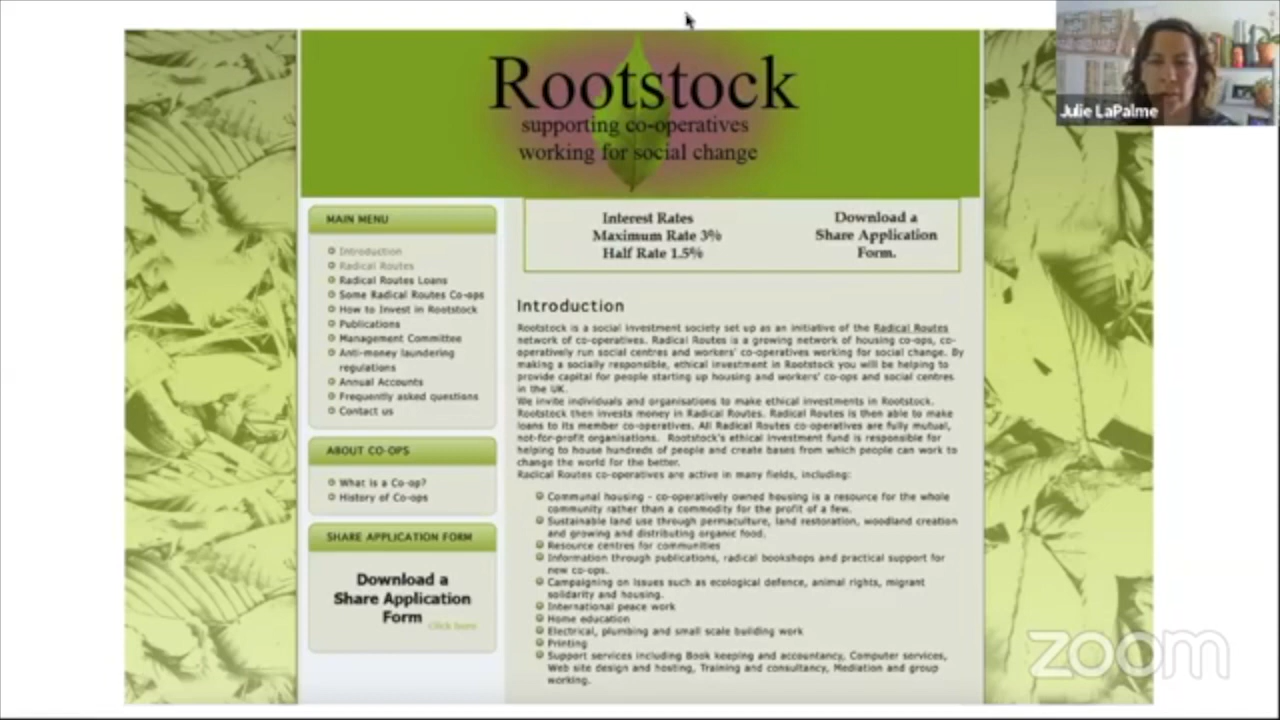 Rootstock
supporting co-operatives
working for social change
Julie LaPalme
MAIN MENU
Introduction
Radical Routes
Radical Routes Loans
Some Radical Routes Co-ops
How to Invest in Rootstock
Publications
Management Committee
Anti-money laundering
regulations
Annual Accounts
Frequently asked questions
Contact us
ABOUT CO-OPS
What is a Co-op?
History of Co-ops
SHARE APPLICATION FORM
Download a
Share Application
Form
click here
Interest Rates
Maximum Rate 3%
Half Rate 1.5%
Download a
Share Application
Form.
Introduction
Rootstock is a social investment society set up as an initiative of the Radical Routes
network of co-operatives. Radical Routes is a growing network of housing co-ops, co-
operatively run social centres and workers' co-operatives working for social change. By
making a socially responsible, ethical investment in Rootstock you will be helping to
provide capital for people starting up housing and workers' co-ops and social centres
in the UK.
We invite individuals and organisations to make ethical investments in Rootstock.
Rootstock then invests money in Radical Routes. Radical Routes is then able to make
loans to its member co-operatives. All Radical Routes co-operatives are fully mutual,
not-for-profit organisations. Rootstock's ethical investment fund is responsible for
helping to house hundreds of people and create bases from which people can work to
change the world for the better.
Radical Routes co-operatives are active in many fields, including:
Communal housing - co-operatively owned housing is a resource for the whole
community rather than a commodity for the profit of a few.
Sustainable land use through permaculture, land restoration, woodland creation
and growing and distributing organic food.
Resource centres for communities
Information through publications, radical bookshops and practical support for
new co-ops.
Campaigning on issues such as ecological defence, animal rights, migrant
solidarity and housing.
International peace work
Home education
Electrical, plumbing and small scale building work
Printing
Support services including Book keeping and accountancy, Computer services,
Web site design and hosting, Training and consultancy, Mediation and group
working.
zoom